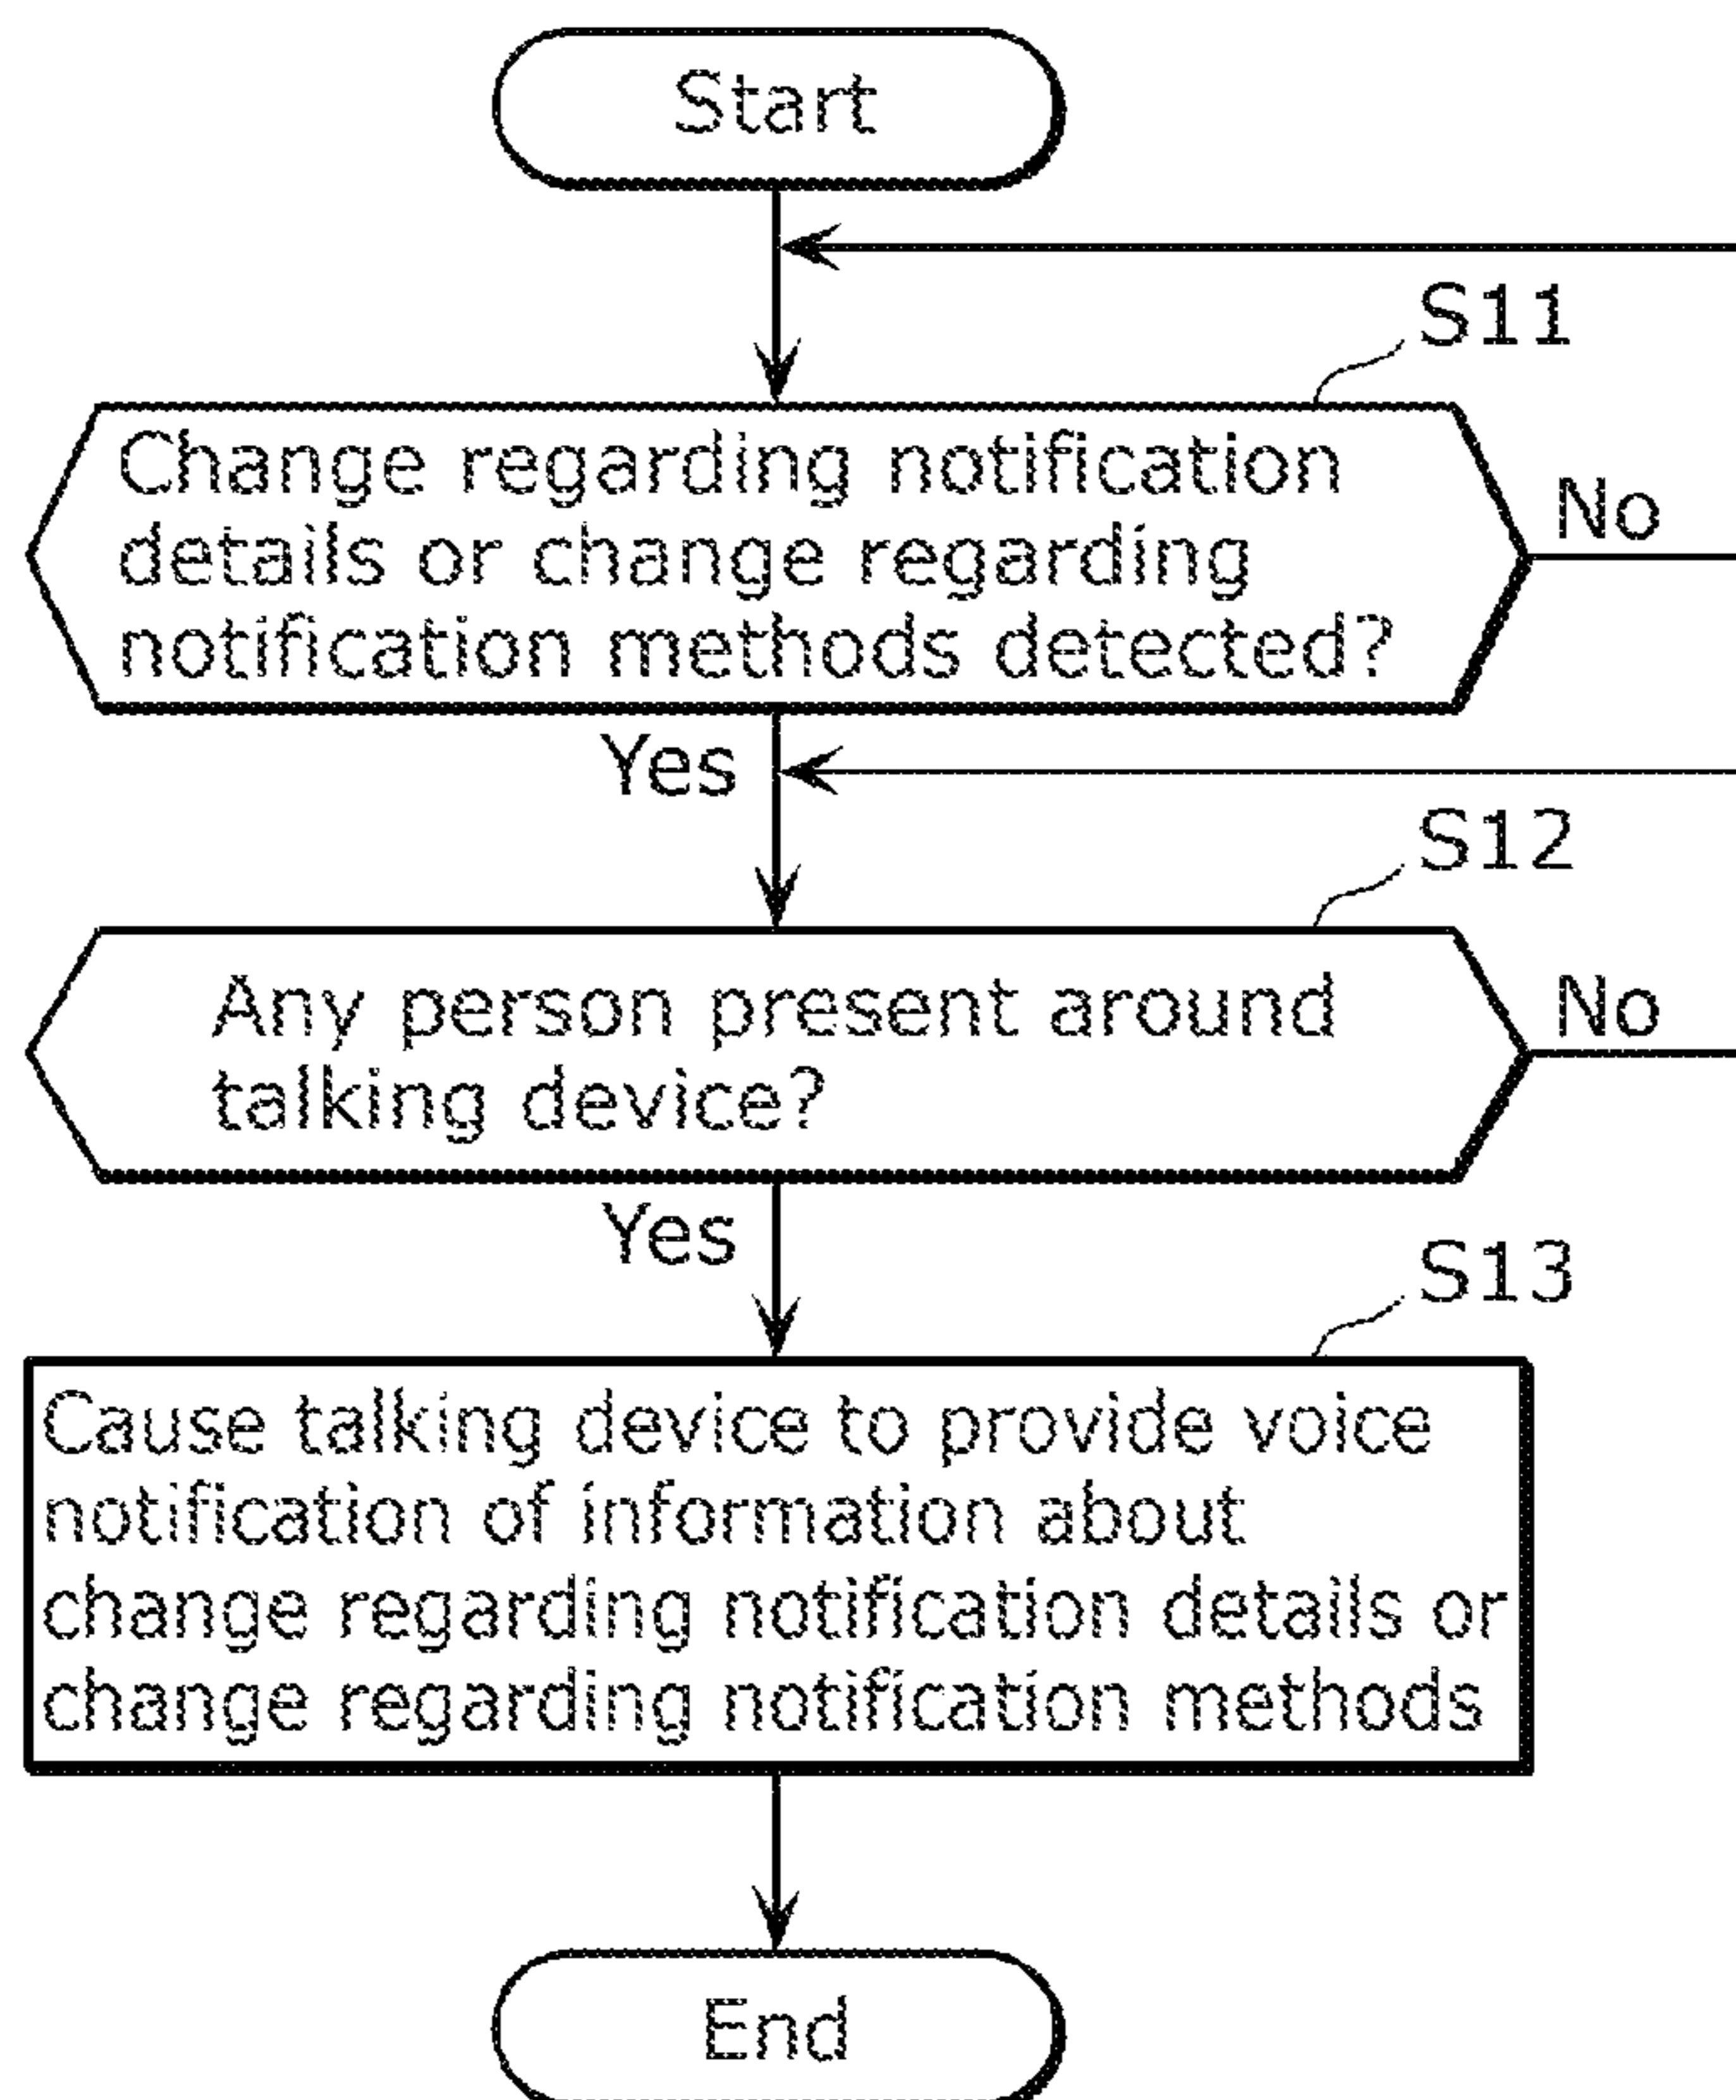 Start
S11
Change regarding notification
details or change regarding
notification methods detected?
No
Yes
S12
Any person present around
talking device?
No
Yes
S13
Cause talking device to provide voice
notification of information about
change regarding notification details or
change regarding notification methods
End